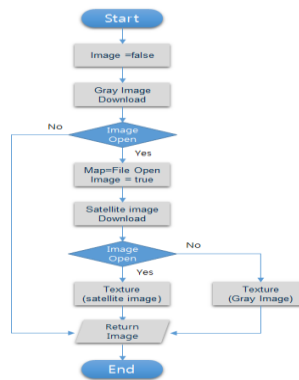 Start
Image =false
Gray Image
Download
No
Image
Open
Yes
Map=File Open
Image = true
Satellite image
Download
Image
Open
No
Yes
Texture
(satellite image)
Texture
(Gray Image)
Return
Image
End